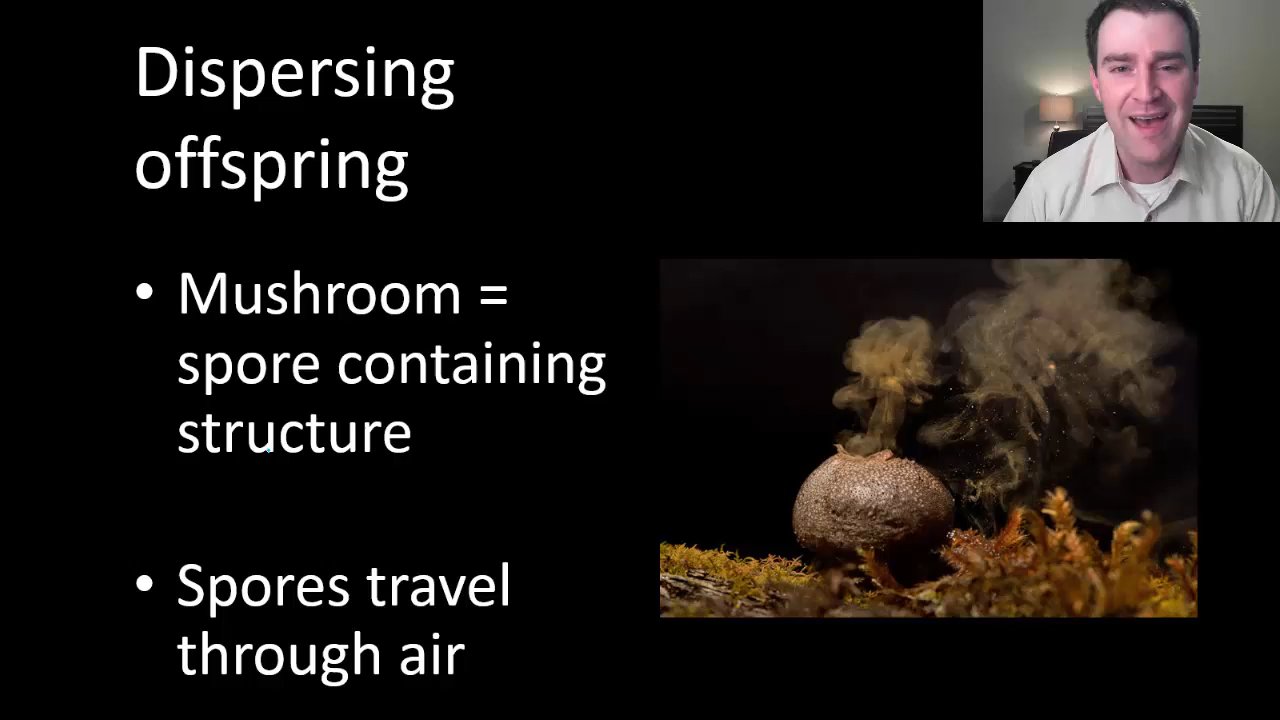 Dispersing
offspring
• Mushroom =
spore containing
structure
• Spores travel
through air